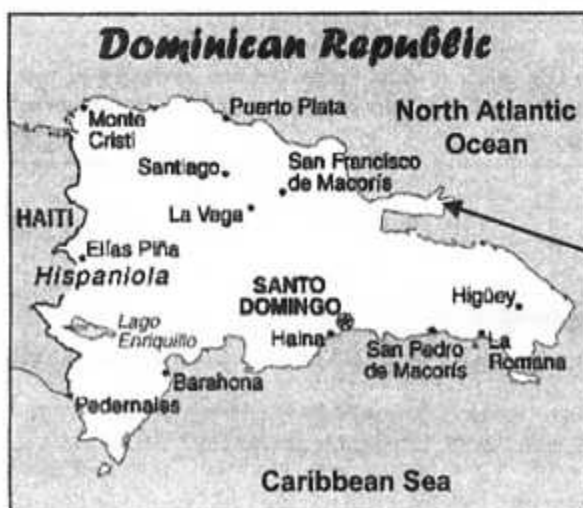 Dominican Republic
Puerto Plata
North Atlantic
Ocean
Monte
Cristi
Santiago
San Francisco
de Macorís
La Vega
HAITI
Elías Piña
Hispaniola
SANTO
DOMINGO
Higüey
Lago
Enriquillo
Haina
San Pedro
de Macorís
La
Romana
Barahona
Pedernales
Caribbean Sea